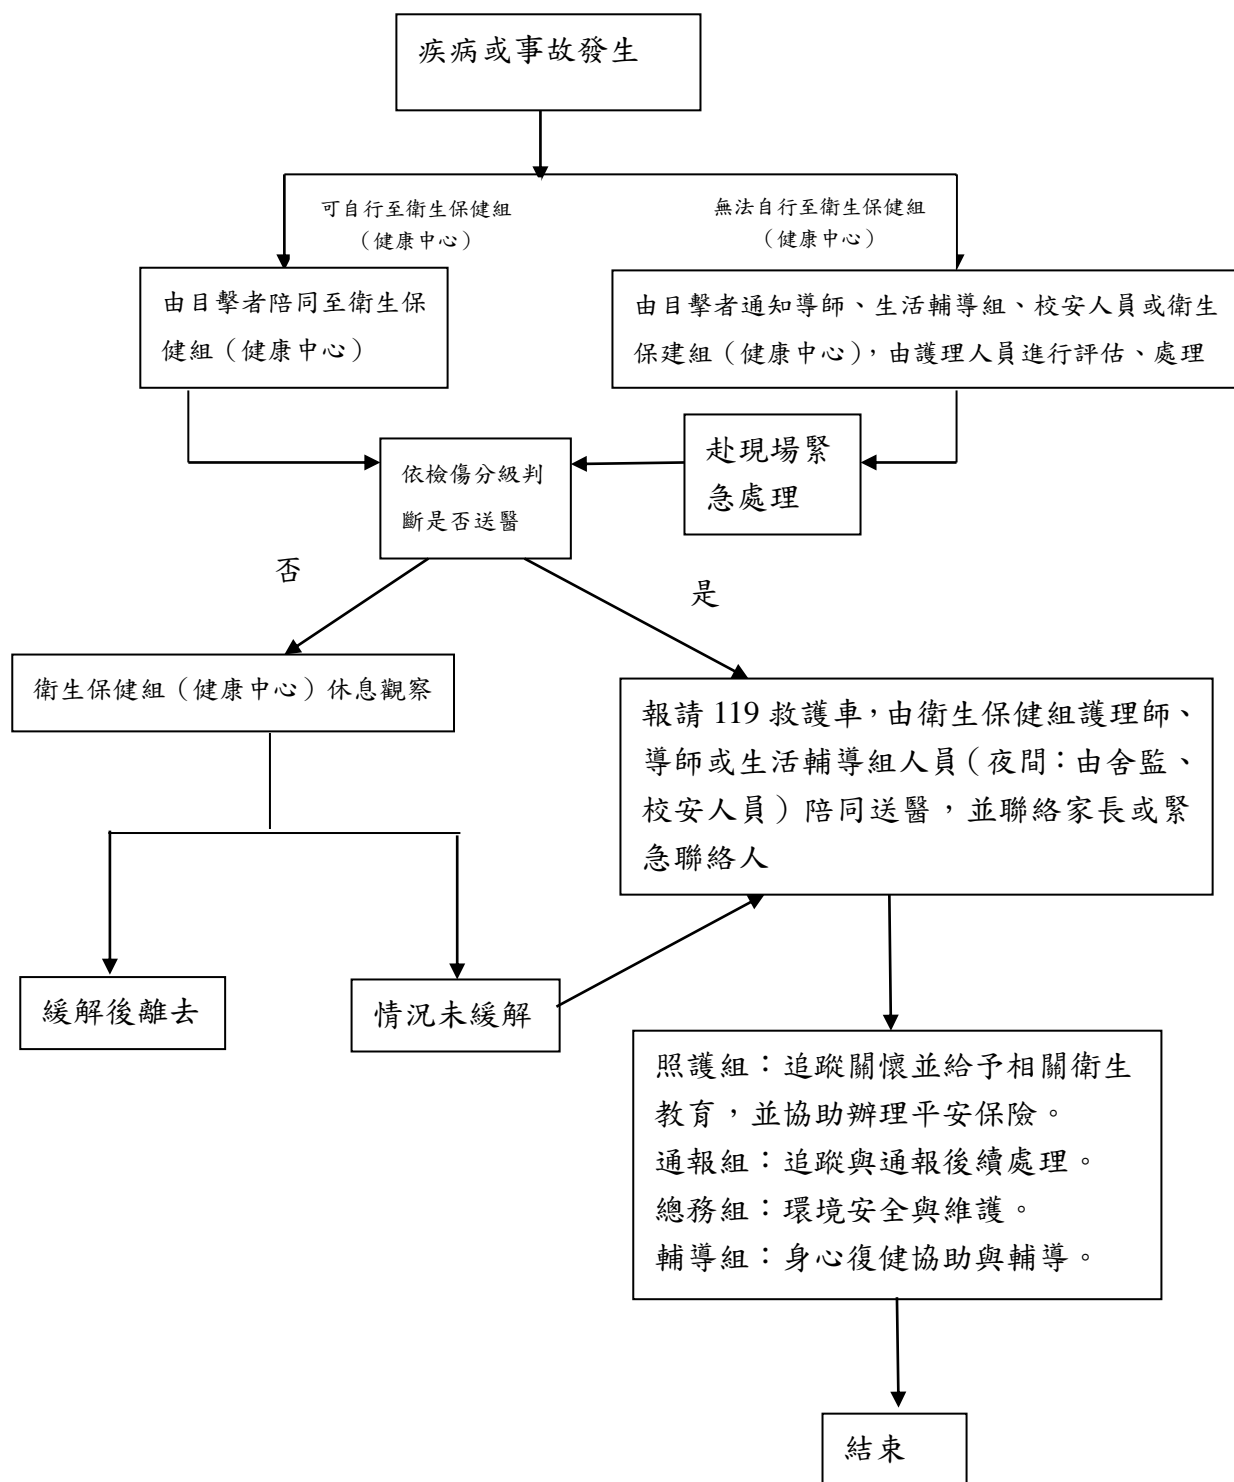 疾病或事故發生
可自行至衛生保健組
（健康中心）
無法自行至衛生保健組
（健康中心）
由目擊者陪同至衛生保
健組（健康中心）
由目擊者通知導師、生活輔導組、校安人員或衛生
保建組（健康中心），由護理人員進行評估、處理
赴現場緊
急處理
依檢傷分級判
斷是否送醫
否
是
衛生保健組（健康中心）休息觀察
報請 119 救護車，由衛生保健組護理師、
導師或生活輔導組人員（夜間：由舍監、
校安人員）陪同送醫，並聯絡家長或緊
急聯絡人
緩解後離去
情況未緩解
照護組：追蹤關懷並給予相關衛生
教育，並協助辦理平安保險。
通報組：追蹤與通報後續處理。
總務組：環境安全與維護。
輔導組：身心復健協助與輔導。
結束